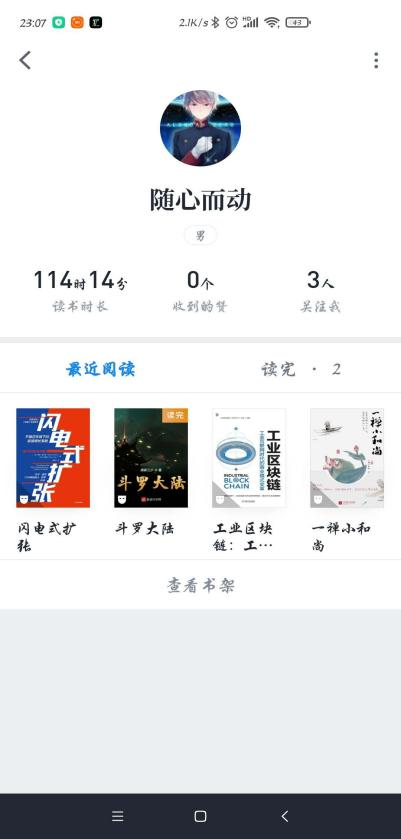 23:07
2.1K/s
HD
43
随心而动
男
114时14分
0个
3人
读书时长
收到的赞
关注我
最近阅读
读完 · 2
闪电式扩张
读完
斗罗大陆
工业区块链
INDUSTRIAL
BLOCK
CHAIN
一禅小和尚
闪电式扩
张
斗罗大陆
工业区块
链：工…
一禅小和
尚
查看书架